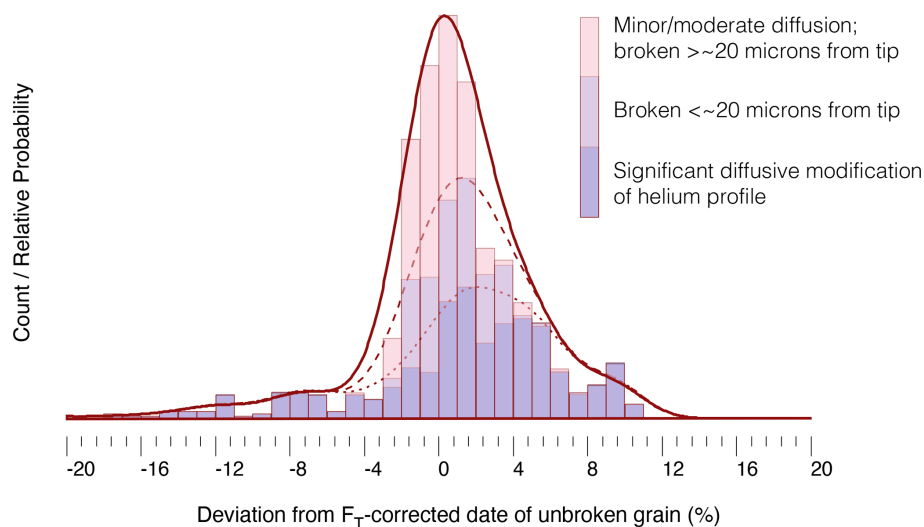 Minor/moderate diffusion;
broken >~20 microns from tip
Broken <~20 microns from tip
Significant diffusive modification
of helium profile
Count / Relative Probability
-20 -16 -12 -8 -4 0 4 8 12 16 20
Deviation from FT-corrected date of unbroken grain (%)